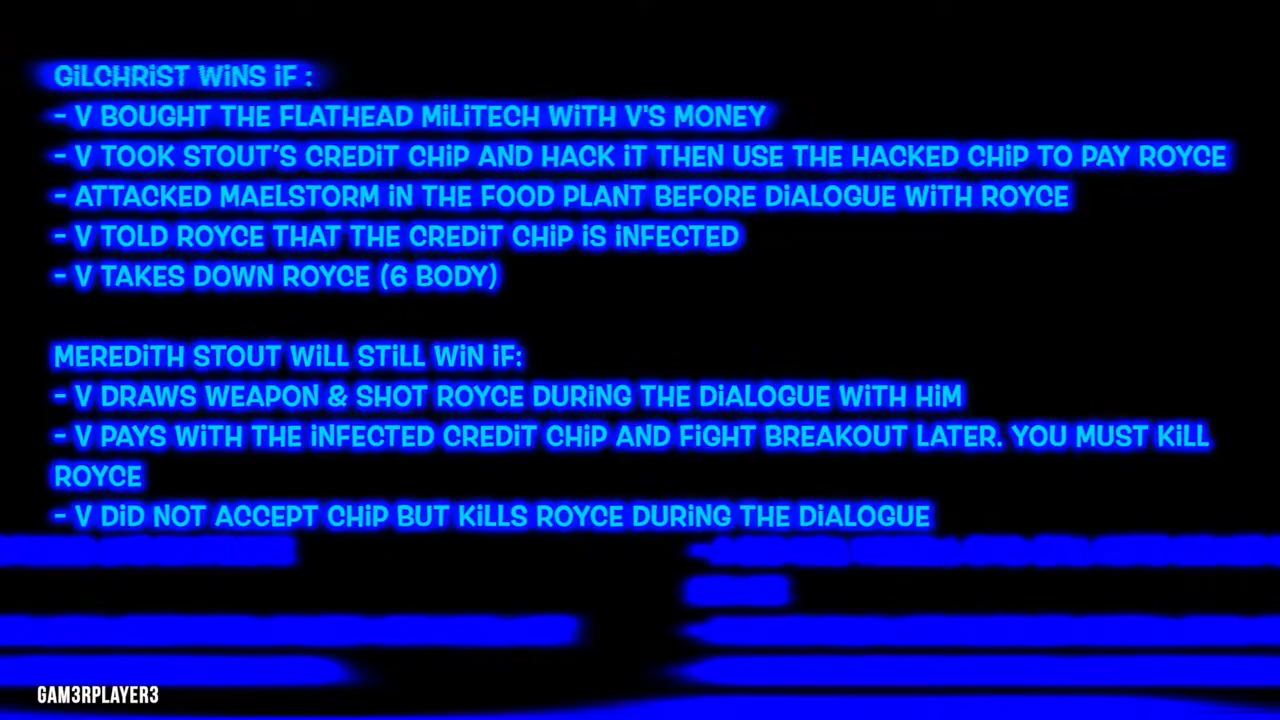 GiLCHRiST WiNS iF :
- V BOUGHT THE FLATHEAD MiLiTECH WiTH V'S MONEY
- V TOOK STOUT'S CREDiT CHiP AND HACK iT THEN USE THE HACKED CHiP TO PAY ROYCE
- ATTACKED MAELSTORM iN THE FOOD PLANT BEFORE DiALOGUE WiTH ROYCE
- V TOLD ROYCE THAT THE CREDiT CHiP iS iNFECTED
- V TAKES DOWN ROYCE (6 BODY)
MEREDiTH STOUT WiLL STiLL WiN iF:
- V DRAWS WEAPON & SHOT ROYCE DURiNG THE DiALOGUE WiTH HiM
- V PAYS WiTH THE iNFECTED CREDiT CHiP AND FiGHT BREAKOUT LATER. YOU MUST KiLL
ROYCE
- V DiD NOT ACCEPT CHiP BUT KiLLS ROYCE DURiNG THE DiALOGUE
GAM3RPLAYER3